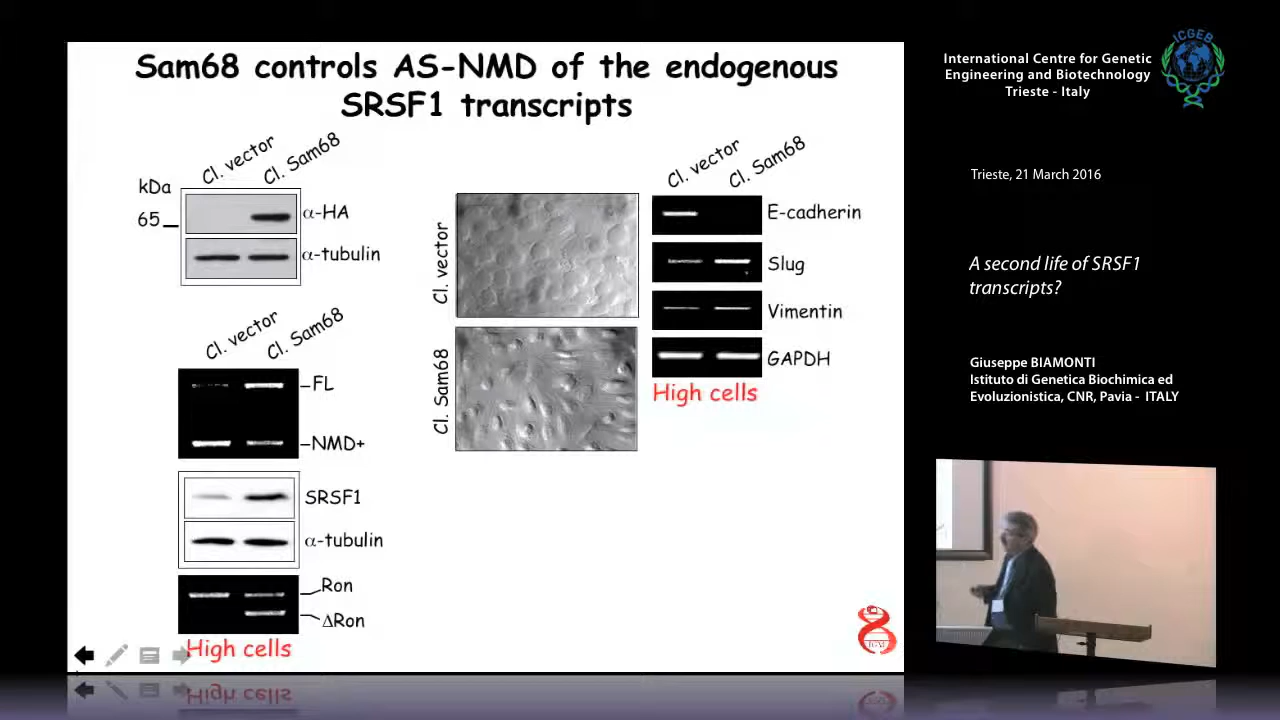 Sam68 controls AS-NMD of the endogenous
SRSF1 transcripts
Cl. vector
Cl. Sam68
kDa
65
α-HA
α-tubulin
Cl. vector
Cl. Sam68
FL
NMD+
SRSF1
α-tubulin
Ron
ΔRon
High cells
Cl. vector
Cl. Sam68
Cl. vector
Cl. Sam68
E-cadherin
Slug
Vimentin
GAPDH
High cells
IGM
ICGEB
International Centre for Genetic
Engineering and Biotechnology
Trieste - Italy
Trieste, 21 March 2016
A second life of SRSF1
transcripts?
Giuseppe BIAMONTI
Istituto di Genetica Biochimica ed
Evoluzionistica, CNR, Pavia - ITALY